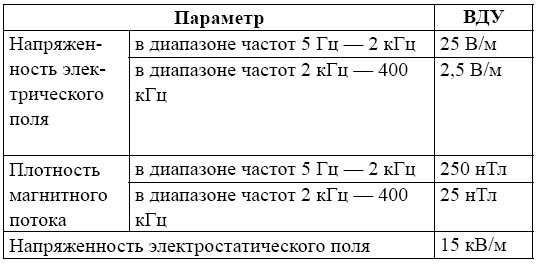 Параметр ВДУ
Напряжен- в диапазоне частот 5 Гц — 2 кГц 25 В/м
ность элек- в диапазоне частот 2 кГц — 400 2,5 В/м
трического кГц
поля
Плотность в диапазоне частот 5 Гц — 2 кГц 250 нТл
магнитного в диапазоне частот 2 кГц — 400 25 нТл
потока кГц
Напряженность электростатического поля 15 кВ/м